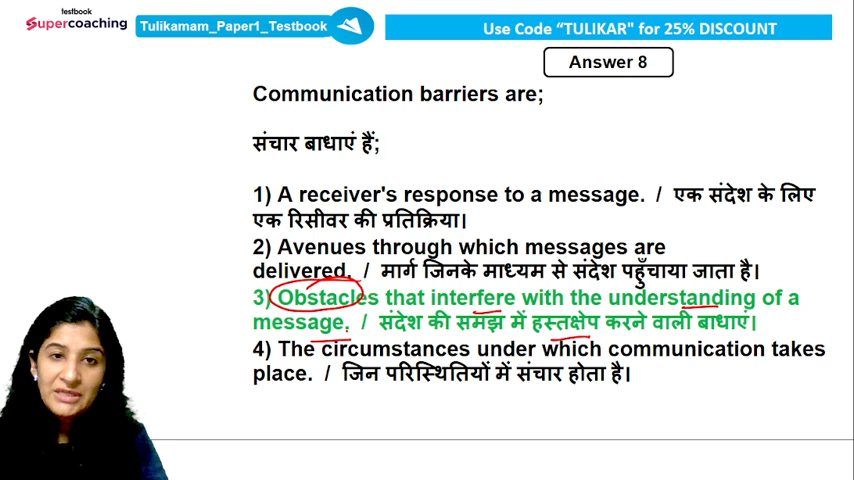 testbook
Supercoaching
Tulikamam_Paper1_Testbook
Use Code “TULIKAR" for 25% DISCOUNT
Answer 8
Communication barriers are;
संचार बाधाएं हैं;
1) A receiver's response to a message. / एक संदेश के लिए
एक रिसीवर की प्रतिक्रिया।
2) Avenues through which messages are
delivered. / मार्ग जिनके माध्यम से संदेश पहुँचाया जाता है।
3) Obstacles that interfere with the understanding of a
message. / संदेश की समझ में हस्तक्षेप करने वाली बाधाएं।
4) The circumstances under which communication takes
place. / जिन परिस्थितियों में संचार होता है।